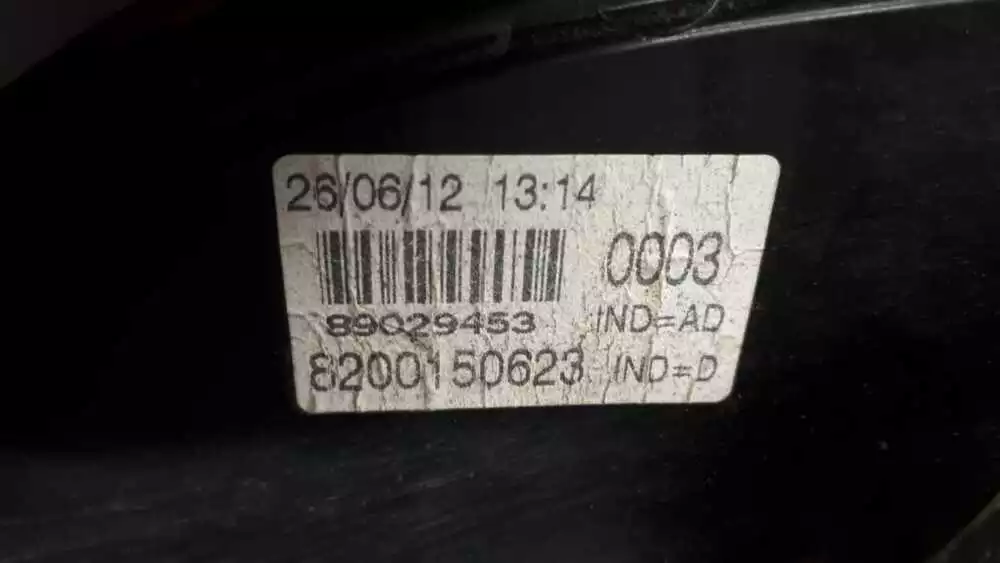 26/06/12 13:14
0003
89029453 IND=AD
8200150623 IND=D